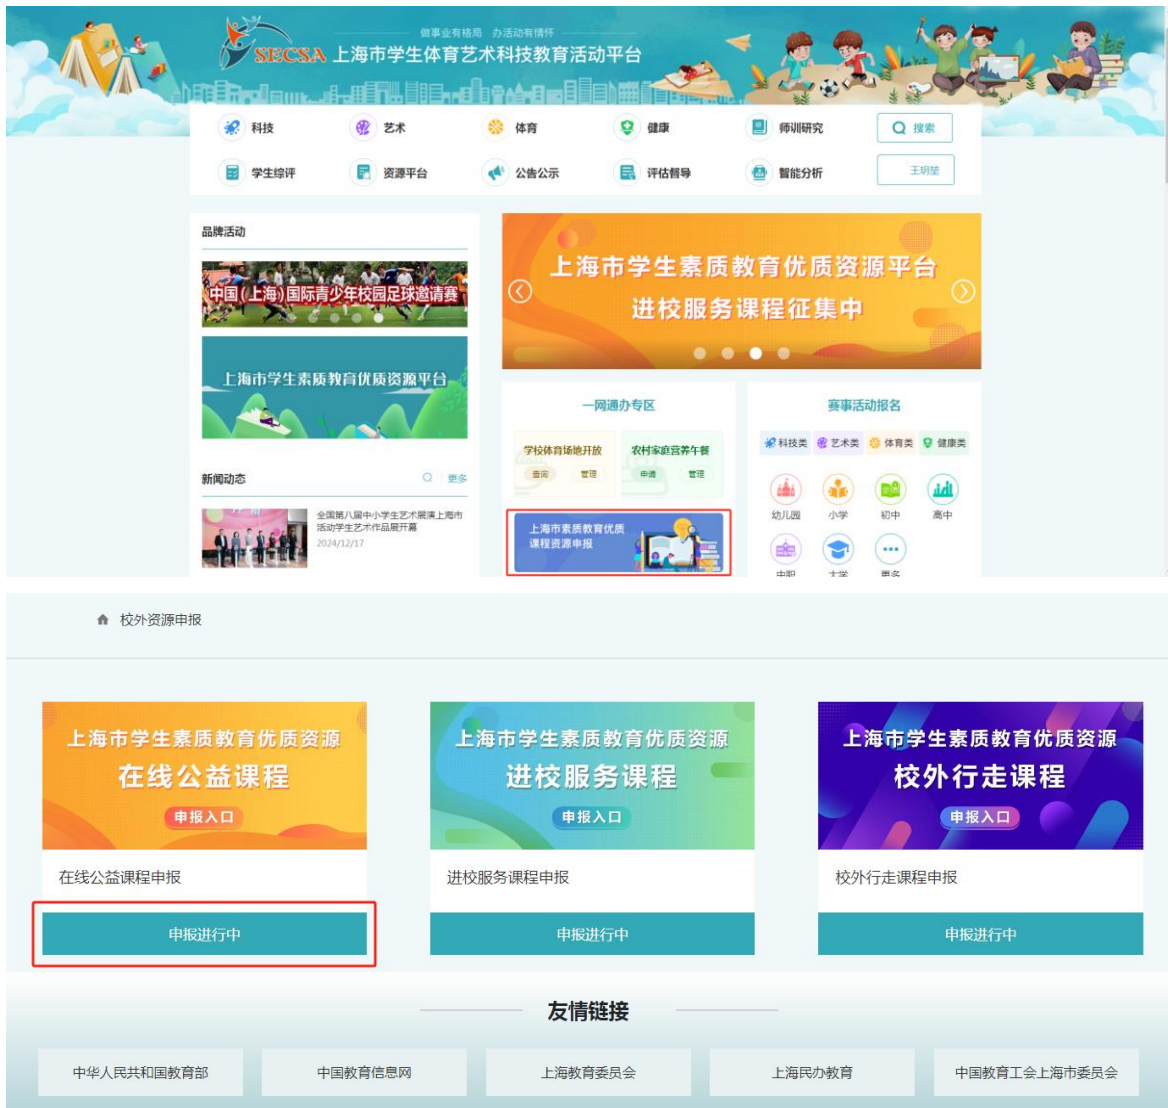 做事业有格局 办活动有情怀
SECSA 上海市学生体育艺术科技教育活动平台
科技
艺术
体育
健康
师训研究
搜索
学生综评
资源平台
公告公示
评估督导
智能分析
王玥堃
品牌活动
中国(上海)国际青少年校园足球邀请赛
上海市学生素质教育优质资源平台
新闻动态
更多
全国第八届中小学生艺术展演上海市
活动学生艺术作品展开幕
2024/12/17
上海市学生素质教育优质资源平台
进校服务课程征集中
一网通办专区
学校体育场地开放
查询
管理
农村家庭营养午餐
申请
管理
上海市素质教育优质
课程资源申报
赛事活动报名
科技类
艺术类
体育类
健康类
幼儿园
小学
初中
高中
中职
大学
更多
校外资源申报
上海市学生素质教育优质资源
在线公益课程
申报入口
在线公益课程申报
申报进行中
上海市学生素质教育优质资源
进校服务课程
申报入口
进校服务课程申报
申报进行中
上海市学生素质教育优质资源
校外行走课程
申报入口
校外行走课程申报
申报进行中
友情链接
中华人民共和国教育部
中国教育信息网
上海教育委员会
上海民办教育
中国教育工会上海市委员会